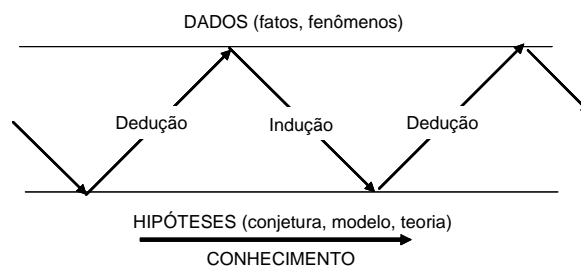 DADOS (fatos, fenômenos)
Dedução
Indução
Dedução
HIPÓTESES (conjetura, modelo, teoria)
CONHECIMENTO